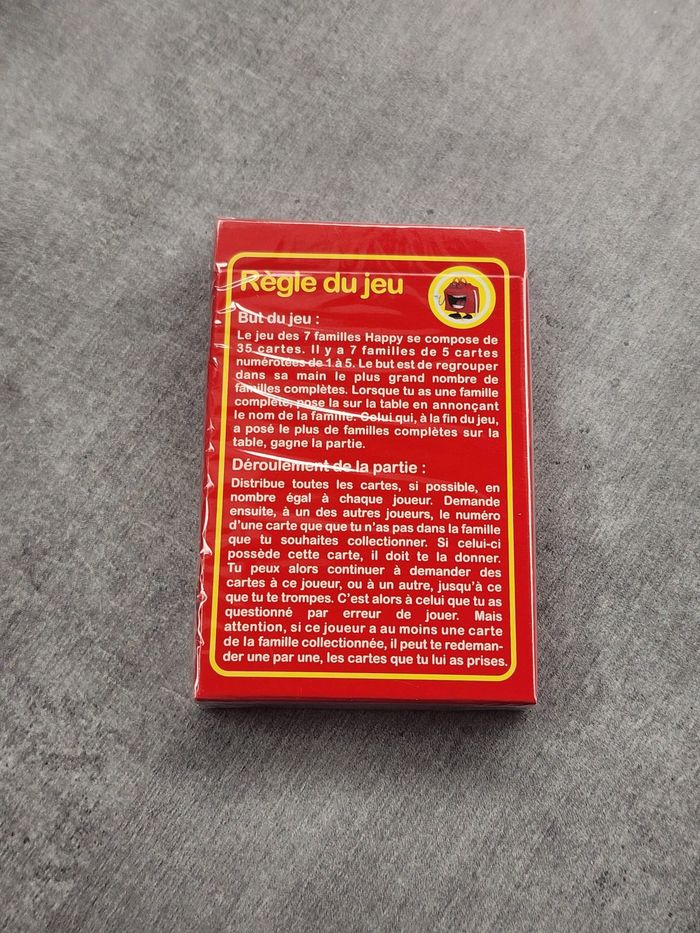 Règle du jeu
But du jeu :
Le jeu des 7 familles Happy se compose de
35 cartes. Il y a 7 familles de 5 cartes
numérotées de 1 à 5. Le but est de regrouper
dans sa main le plus grand nombre de
familles complètes. Lorsque tu as une famille
complète, pose la sur la table en annonçant
le nom de la famille. Celui qui, à la fin du jeu,
a posé le plus de familles complètes sur la
table, gagne la partie.
Déroulement de la partie :
Distribue toutes les cartes, si possible, en
nombre égal à chaque joueur. Demande
ensuite, à un des autres joueurs, le numéro
d'une carte que que tu n'as pas dans la famille
que tu souhaites collectionner. Si celui-ci
possède cette carte, il doit te la donner.
Tu peux alors continuer à demander des
cartes à ce joueur, ou à un autre, jusqu'à ce
que tu te trompes. C'est alors à celui que tu as
questionné par erreur de jouer. Mais
attention, si ce joueur a au moins une carte
de la famille collectionnée, il peut te redeman-
der une par une, les cartes que tu lui as prises.